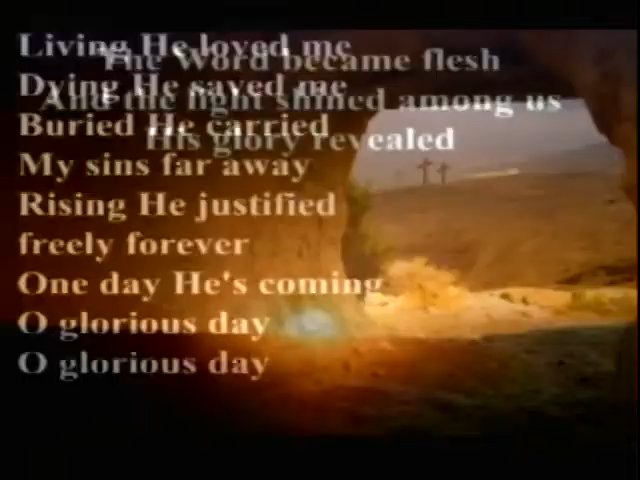 The Word became flesh
And the light shined among us
His glory revealed
Living He loved me
Dying He saved me
Buried He carried
My sins far away
Rising He justified
freely forever
One day He's coming
O glorious day
O glorious day